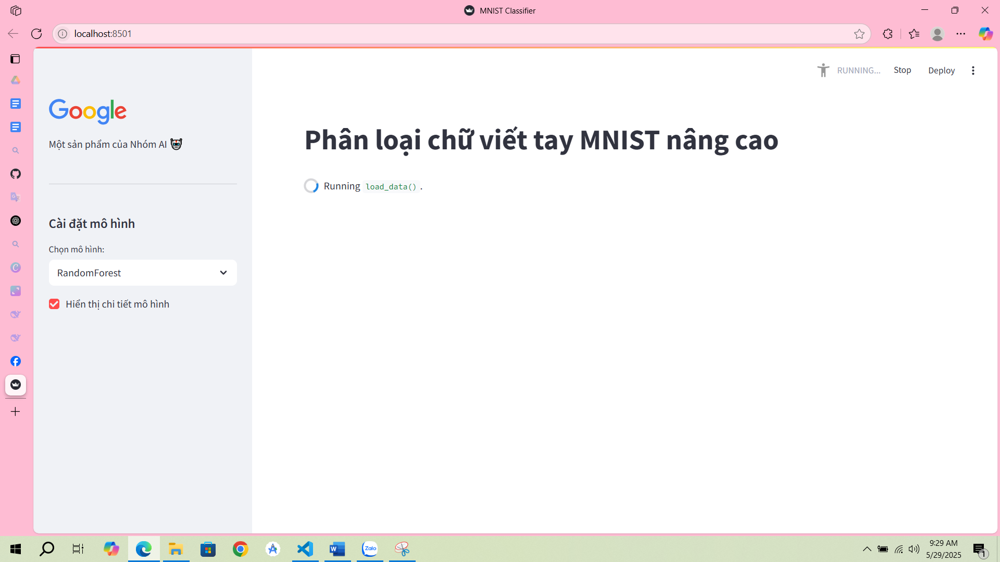 MNIST Classifier
localhost:8501
RUNNING...
Stop
Deploy
Google
Một sản phẩm của Nhóm AI
Phân loại chữ viết tay MNIST nâng cao
Running load_data().
Cài đặt mô hình
Chọn mô hình:
RandomForest
Hiển thị chi tiết mô hình
Zalo
9:29 AM
5/29/2025
1